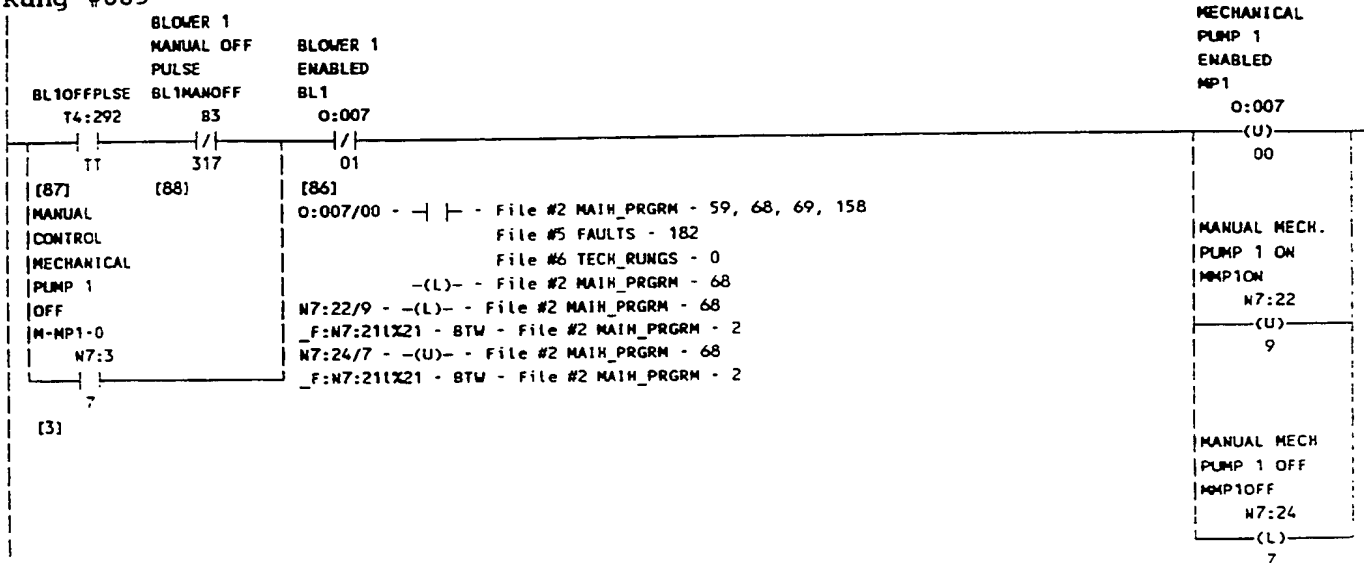 Rung #089
BLOWER 1
MANUAL OFF
PULSE
BL1OFFPLSE BL1MANOFF
T4:292 B3
TT 317
[87] [88]
BLOWER 1
ENABLED
BL1
O:007
01
[86]
MANUAL
CONTROL
MECHANICAL
PUMP 1
OFF
M-MP1-0
N7:3
7
[3]
O:007/00 - -| |- - File #2 MAIN_PRGRM - 59, 68, 69, 158
File #5 FAULTS - 182
File #6 TECH_RUNGS - 0
-(L)- - File #2 MAIN_PRGRM - 68
N7:22/9 - -(L)- - File #2 MAIN_PRGRM - 68
_F:N7:21[%21 - BTW - File #2 MAIN_PRGRM - 2
N7:24/7 - -(U)- - File #2 MAIN_PRGRM - 68
_F:N7:21[%21 - BTW - File #2 MAIN_PRGRM - 2
MECHANICAL
PUMP 1
ENABLED
MP1
O:007
(U)
00
MANUAL MECH.
PUMP 1 ON
MMP1ON
N7:22
(U)
9
MANUAL MECH
PUMP 1 OFF
MMP1OFF
N7:24
(L)
7